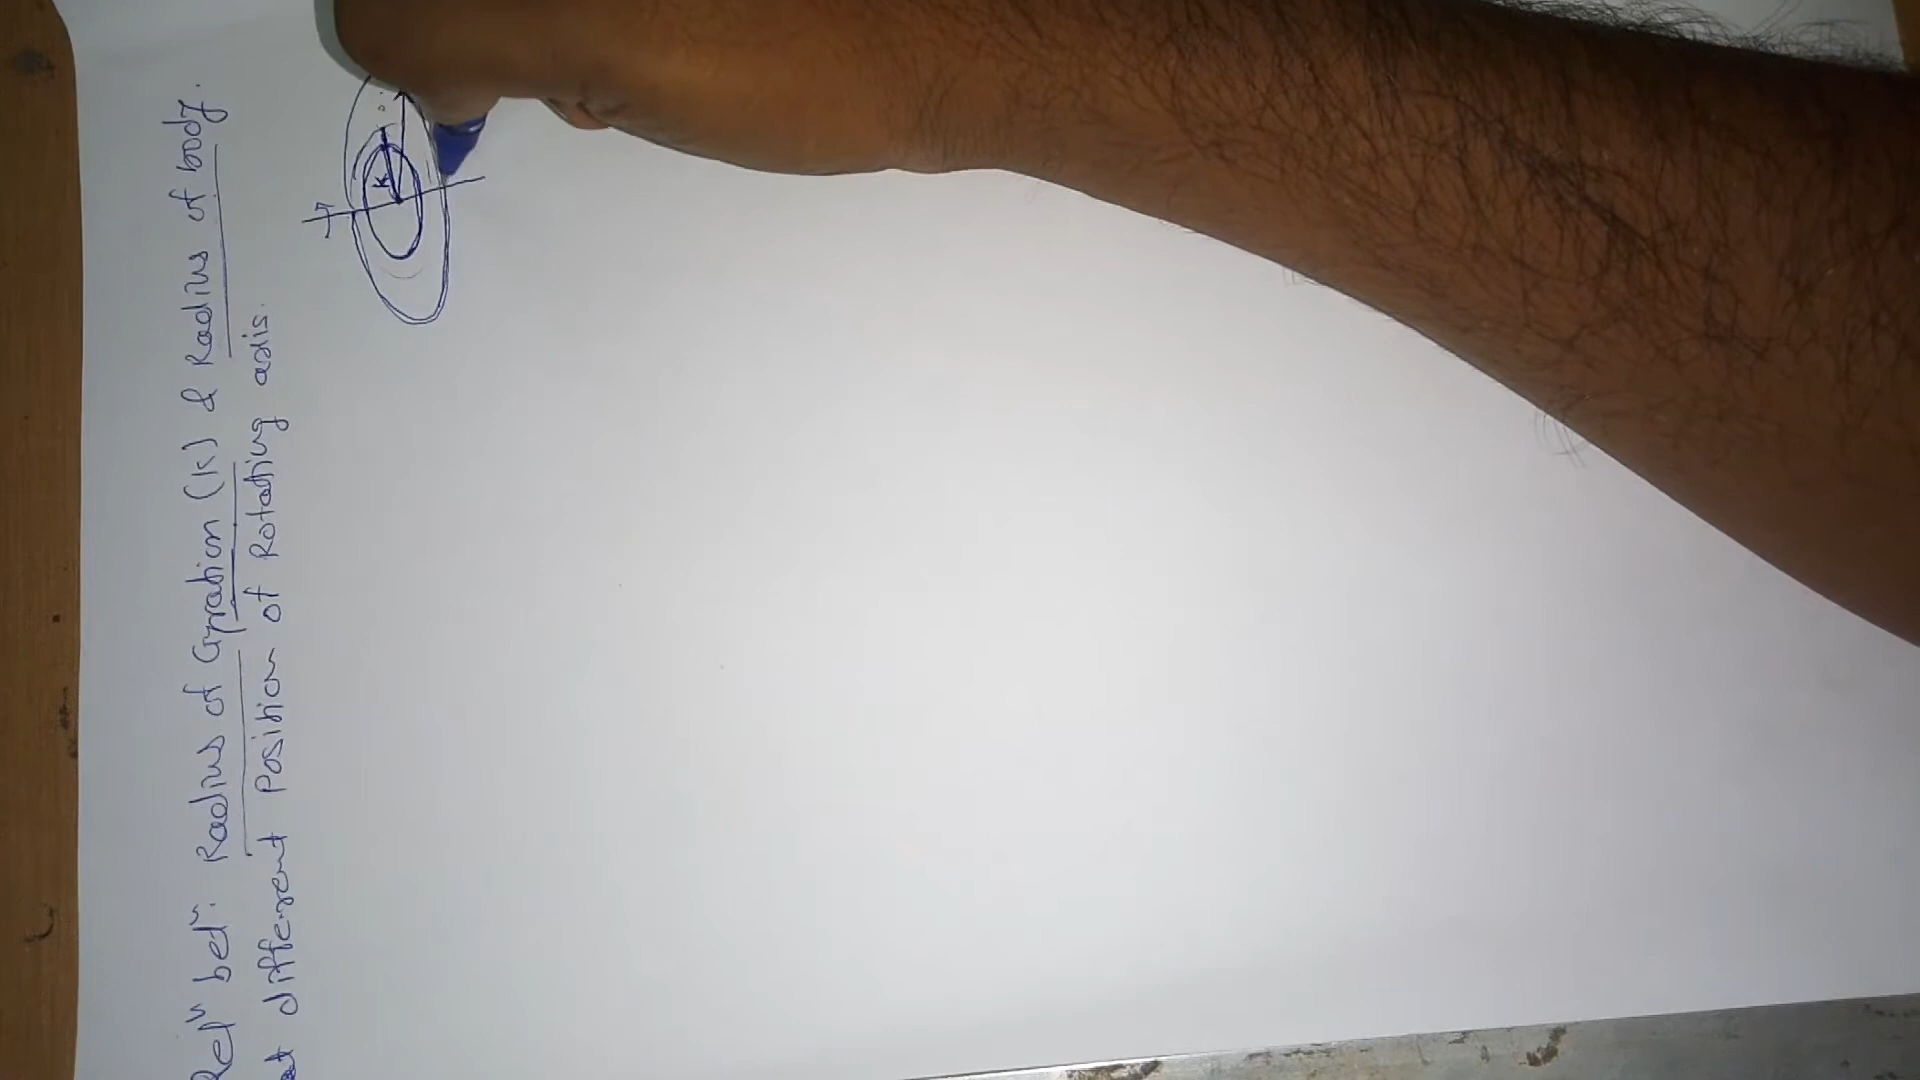 Relⁿ betⁿ. Radius of Gyration (K) & Radius of body.
at different Position of Rotating axis.
K